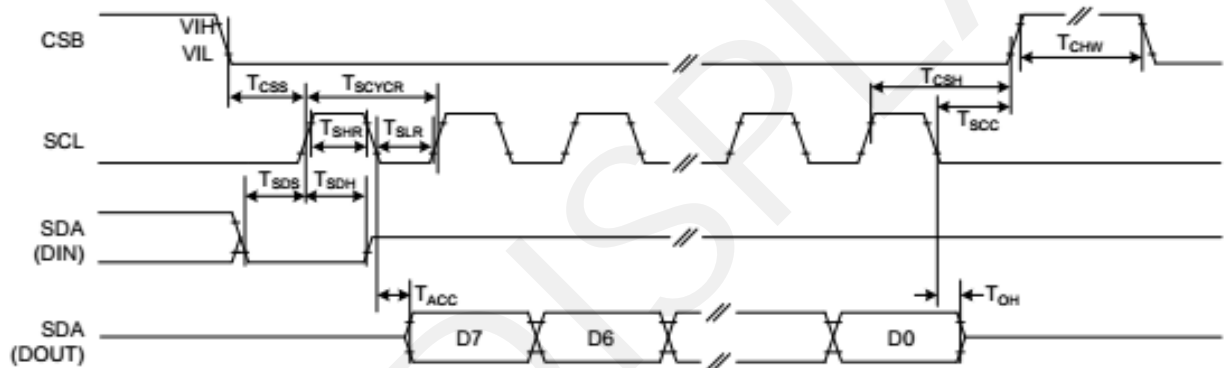 CSB
VIH
VIL
TCHW
TCSS
TSCYCR
TCSH
TSCC
SCL
TSHR
TSLR
TSDS
TSDH
SDA
(DIN)
TACC
TOH
SDA
(DOUT)
D7
D6
D0
DISPLA